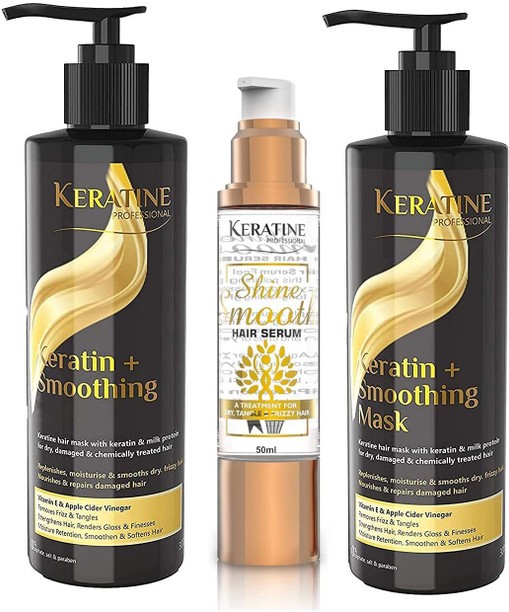 KERATINE
PROFESSIONAL
Keratin +
Smoothing
Keratine hair mask with keratin & milk protein
for dry, damaged & chemically treated hair
Replenishes, moisturise & smooths dry, frizzy
Nourishes & repairs damaged hair
Vitamin E & Apple Cider Vinegar
Removes Frizz & Tangles
Strengthens Hair, Renders Gloss & Finesses
Moisture Retention, Smoothen & Softens Hair
salt & paraben
KERATINE
PROFESSIONAL
Shine
Smooth
HAIR SERUM
A TREATMENT FOR
DRY, TANGLE & FRIZZY HAIR
50ml
KERATINE
PROFESSIONAL
Keratin +
Smoothing
Mask
Keratine hair mask with keratin & milk protein
for dry, damaged & chemically treated hair
Replenishes, moisturise & smooths dry, frizzy
Nourishes & repairs damaged hair
Vitamin E & Apple Cider Vinegar
Removes Frizz & Tangles
Strengthens Hair, Renders Gloss & Finesses
Moisture Retention, Smoothen & Softens Hair
salt & paraben